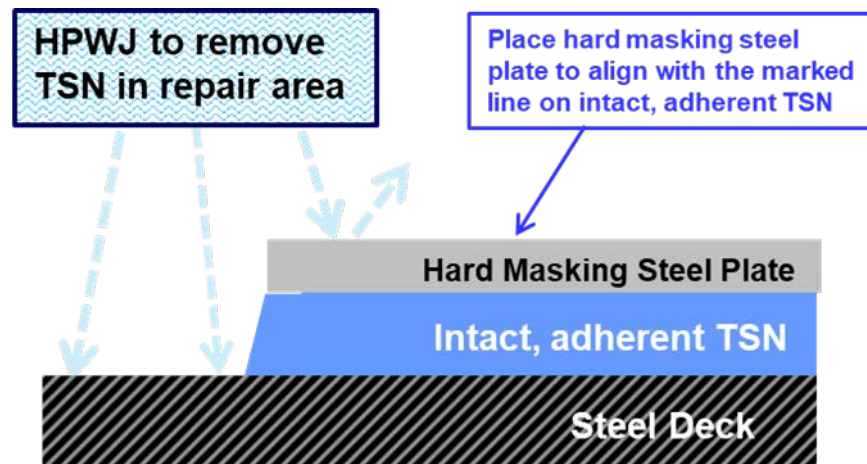 HPWJ to remove
TSN in repair area
Place hard masking steel
plate to align with the marked
line on intact, adherent TSN
Hard Masking Steel Plate
Intact, adherent TSN
Steel Deck